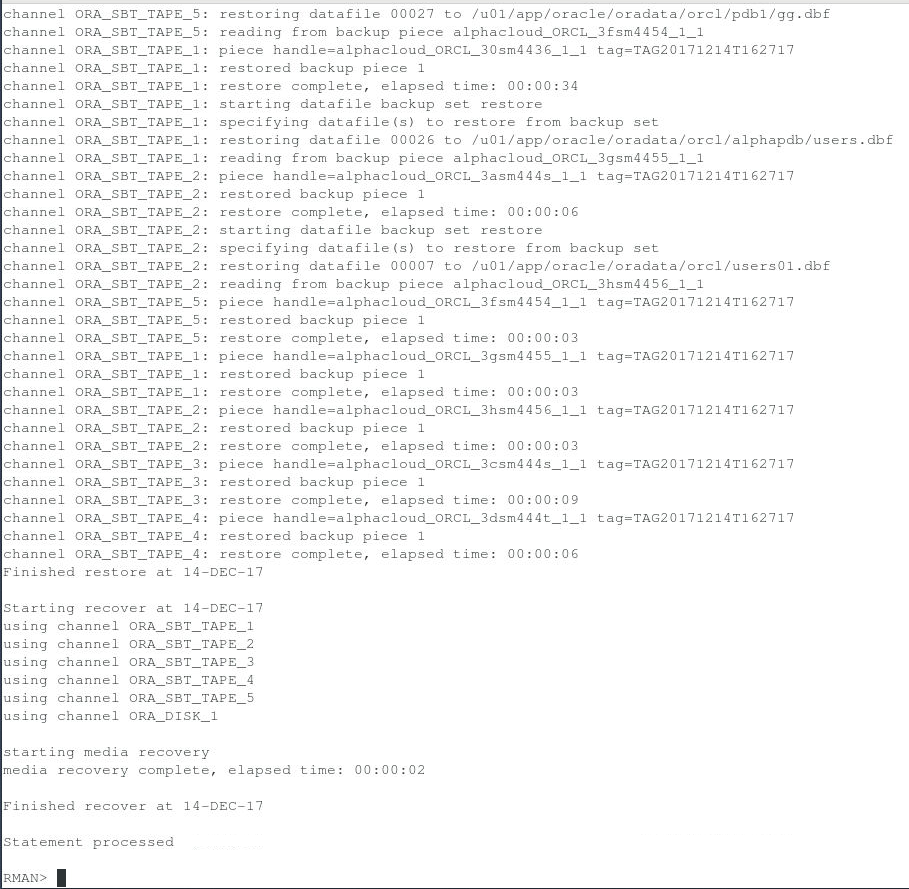 channel ORA_SBT_TAPE_5: restoring datafile 00027 to /u01/app/oracle/oradata/orcl/pdb1/gg.dbf
channel ORA_SBT_TAPE_5: reading from backup piece alphacloud_ORCL_3fsm4454_1_1
channel ORA_SBT_TAPE_1: piece handle=alphacloud_ORCL_30sm4436_1_1 tag=TAG20171214T162717
channel ORA_SBT_TAPE_1: restored backup piece 1
channel ORA_SBT_TAPE_1: restore complete, elapsed time: 00:00:34
channel ORA_SBT_TAPE_1: starting datafile backup set restore
channel ORA_SBT_TAPE_1: specifying datafile(s) to restore from backup set
channel ORA_SBT_TAPE_1: restoring datafile 00026 to /u01/app/oracle/oradata/orcl/alphapdb/users.dbf
channel ORA_SBT_TAPE_1: reading from backup piece alphacloud_ORCL_3gsm4455_1_1
channel ORA_SBT_TAPE_2: piece handle=alphacloud_ORCL_3asm444s_1_1 tag=TAG20171214T162717
channel ORA_SBT_TAPE_2: restored backup piece 1
channel ORA_SBT_TAPE_2: restore complete, elapsed time: 00:00:06
channel ORA_SBT_TAPE_2: starting datafile backup set restore
channel ORA_SBT_TAPE_2: specifying datafile(s) to restore from backup set
channel ORA_SBT_TAPE_2: restoring datafile 00007 to /u01/app/oracle/oradata/orcl/users01.dbf
channel ORA_SBT_TAPE_2: reading from backup piece alphacloud_ORCL_3hsm4456_1_1
channel ORA_SBT_TAPE_5: piece handle=alphacloud_ORCL_3fsm4454_1_1 tag=TAG20171214T162717
channel ORA_SBT_TAPE_5: restored backup piece 1
channel ORA_SBT_TAPE_5: restore complete, elapsed time: 00:00:03
channel ORA_SBT_TAPE_1: piece handle=alphacloud_ORCL_3gsm4455_1_1 tag=TAG20171214T162717
channel ORA_SBT_TAPE_1: restored backup piece 1
channel ORA_SBT_TAPE_1: restore complete, elapsed time: 00:00:03
channel ORA_SBT_TAPE_2: piece handle=alphacloud_ORCL_3hsm4456_1_1 tag=TAG20171214T162717
channel ORA_SBT_TAPE_2: restored backup piece 1
channel ORA_SBT_TAPE_2: restore complete, elapsed time: 00:00:03
channel ORA_SBT_TAPE_3: piece handle=alphacloud_ORCL_3csm444s_1_1 tag=TAG20171214T162717
channel ORA_SBT_TAPE_3: restored backup piece 1
channel ORA_SBT_TAPE_3: restore complete, elapsed time: 00:00:09
channel ORA_SBT_TAPE_4: piece handle=alphacloud_ORCL_3dsm444t_1_1 tag=TAG20171214T162717
channel ORA_SBT_TAPE_4: restored backup piece 1
channel ORA_SBT_TAPE_4: restore complete, elapsed time: 00:00:06
Finished restore at 14-DEC-17

Starting recover at 14-DEC-17
using channel ORA_SBT_TAPE_1
using channel ORA_SBT_TAPE_2
using channel ORA_SBT_TAPE_3
using channel ORA_SBT_TAPE_4
using channel ORA_SBT_TAPE_5
using channel ORA_DISK_1

starting media recovery
media recovery complete, elapsed time: 00:00:02

Finished recover at 14-DEC-17

Statement processed

RMAN>